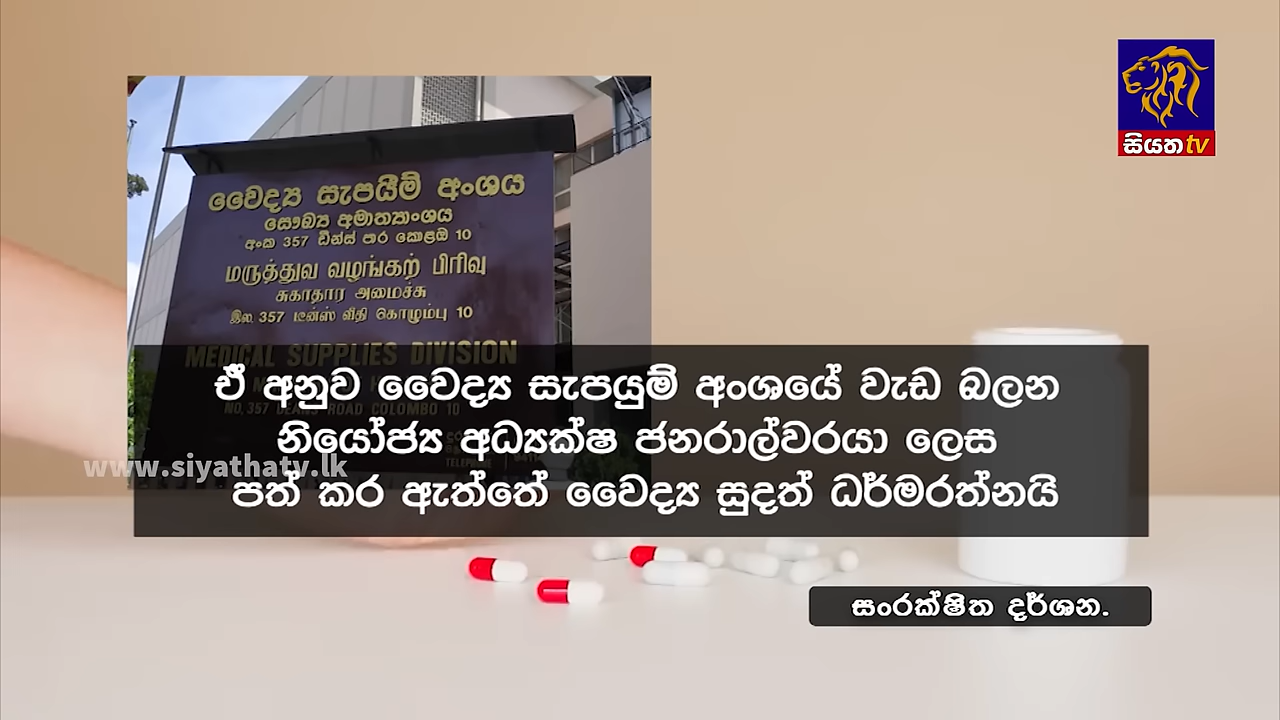 සියත tv
වෛද්‍ය සැපයීම් අංශය
සෞඛ්‍ය අමාත්‍යාංශය
අංක 357 ඩීන්ස් පාර කොළඹ 10
மருத்துவ வழங்கற் பிரிவு
சுகாதார அமைச்சு
இல. 357 டீன்ஸ் வீதி கொழும்பு 10
MEDICAL SUPPLIES DIVISION
NO, 357 DEANS ROAD COLOMBO 10
TELEPHONE
ඒ අනුව වෛද්‍ය සැපයුම් අංශයේ වැඩ බලන
නියෝජ්‍ය අධ්‍යක්ෂ ජනරාල්වරයා ලෙස
පත් කර ඇත්තේ වෛද්‍ය සුදත් ධර්මරත්නයි
www.siyathatv.lk
සංරක්ෂිත දර්ශන.